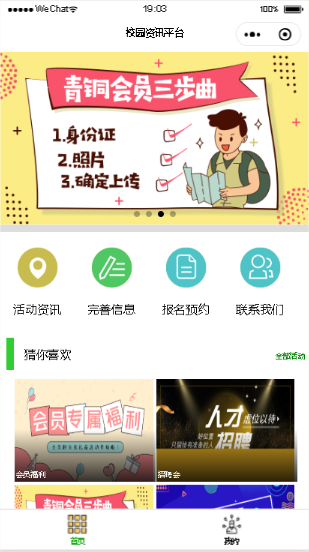 WeChat
19:03
100%
校园资讯平台
青铜会员三步曲
1.身份证
2.照片
3.确定上传
活动资讯
完善信息
报名预约
联系我们
猜你喜欢
全部活动
会员专属福利
会员福利
人才虚位以待
招聘
招聘会
青铜会员三步曲
首页
我的